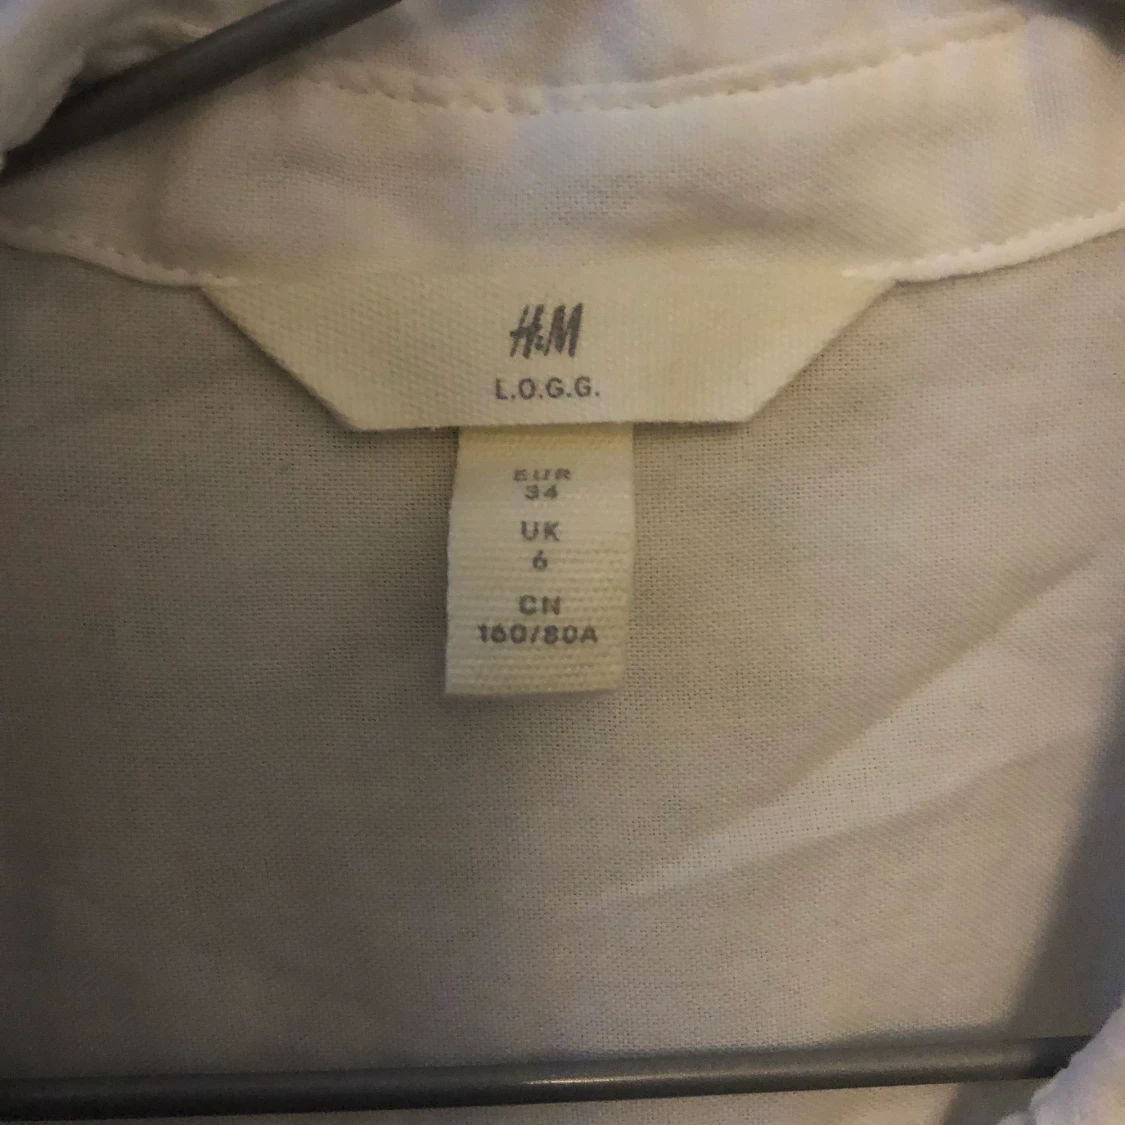 H&M
L.O.G.G.
EUR
34
UK
6
CN
160/80A